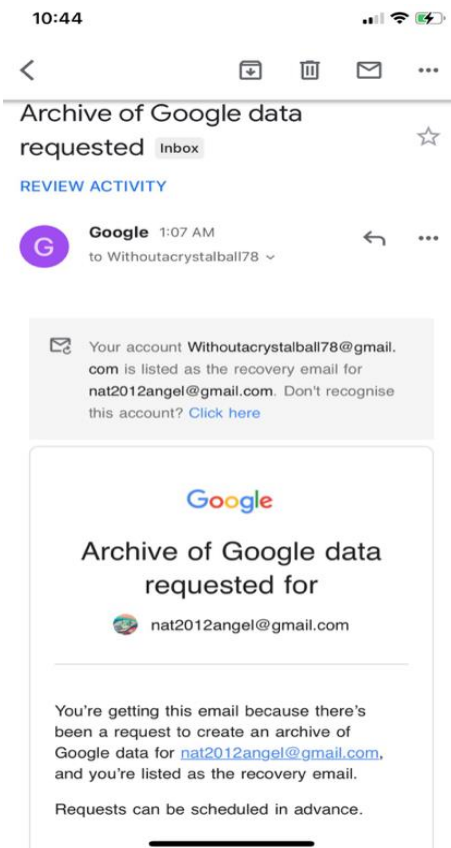 10:44
Archive of Google data
requested Inbox
REVIEW ACTIVITY
G
Google 1:07 AM
to Withoutacrystalball78
Your account Withoutacrystalball78@gmail.
com is listed as the recovery email for
nat2012angel@gmail.com. Don't recognise
this account? Click here
Google
Archive of Google data
requested for
nat2012angel@gmail.com
You're getting this email because there's
been a request to create an archive of
Google data for nat2012angel@gmail.com,
and you're listed as the recovery email.
Requests can be scheduled in advance.